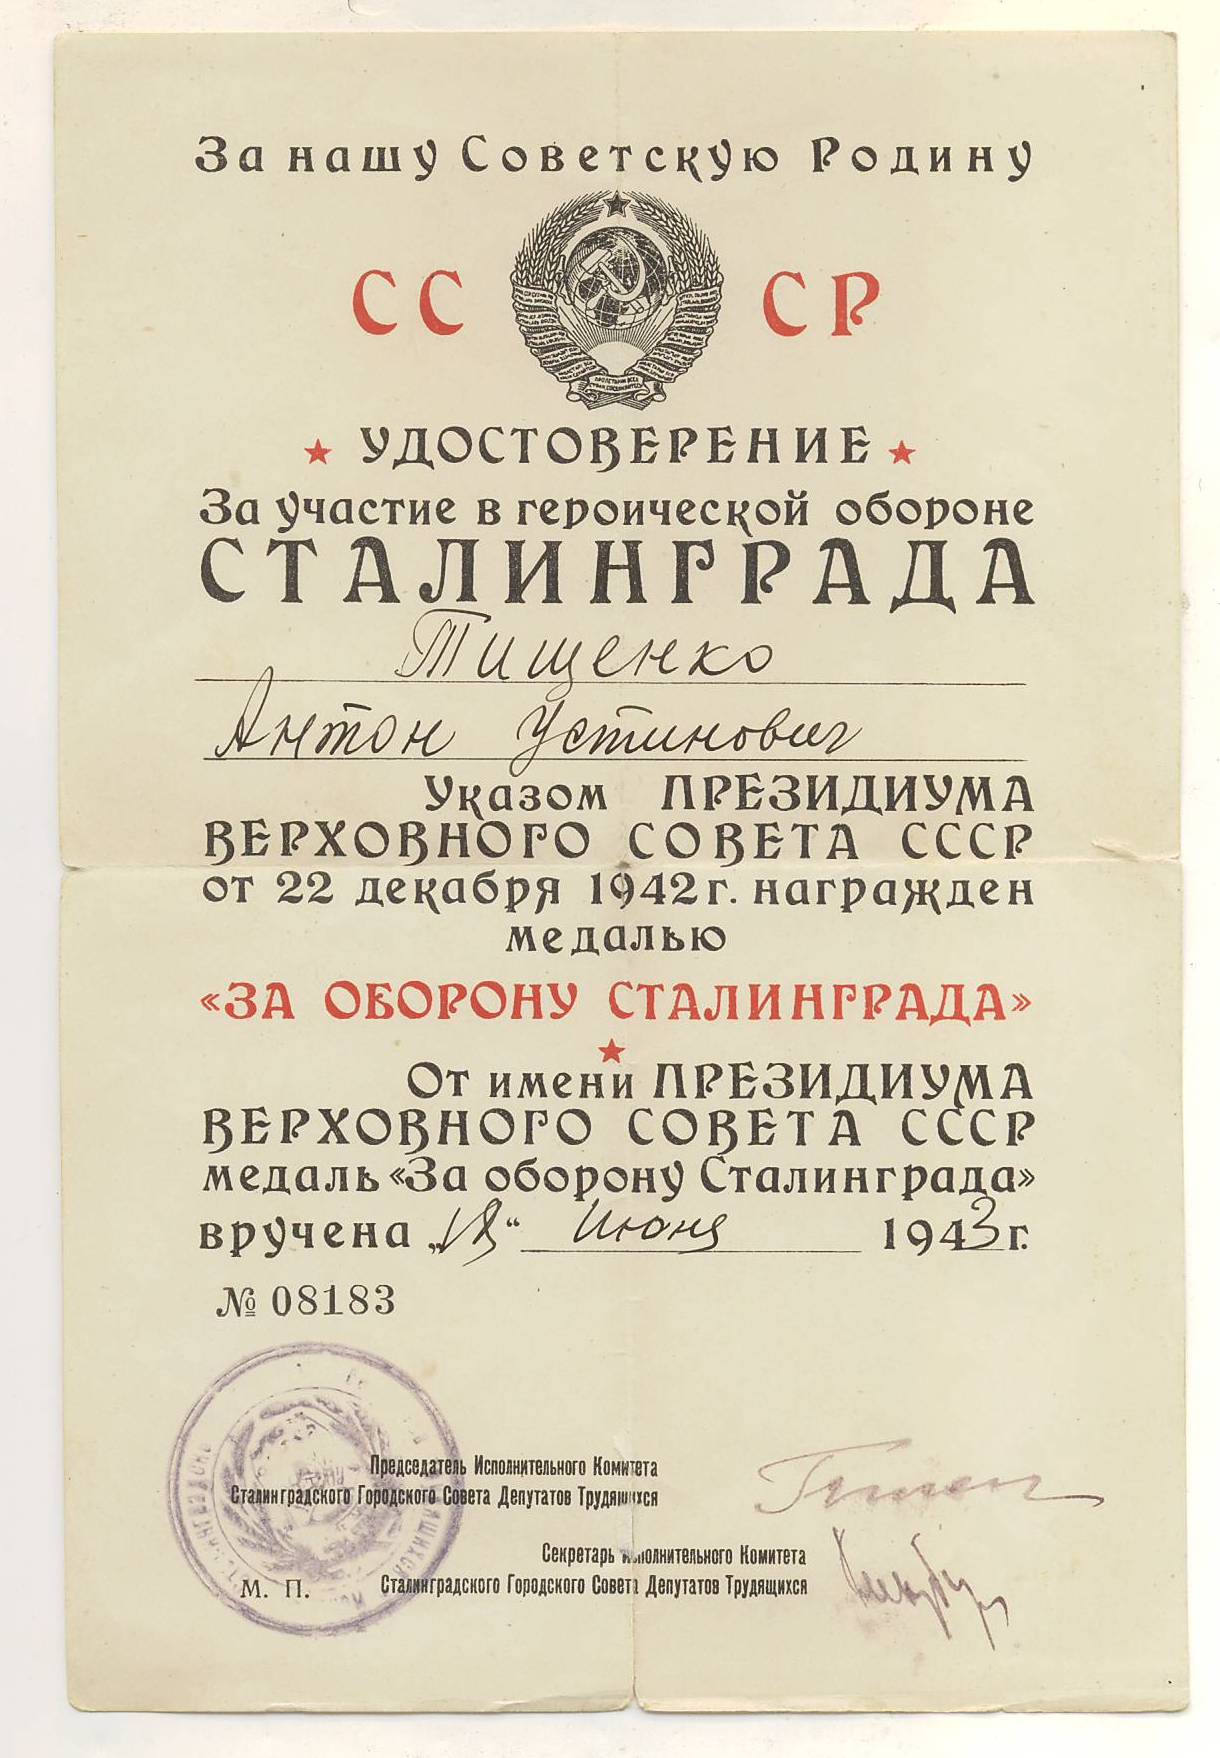 За нашу Советскую Родину
СС СР
УДОСТОВЕРЕНИЕ
За участие в героической обороне
СТАЛИНГРАДА
Тищенко
Антон Устинович
Указом ПРЕЗИДИУМА
ВЕРХОВНОГО СОВЕТА СССР
от 22 декабря 1942 г. награжден
медалью
«ЗА ОБОРОНУ СТАЛИНГРАДА»
От имени ПРЕЗИДИУМА
ВЕРХОВНОГО СОВЕТА СССР
медаль «За оборону Сталинграда»
вручена Июня 1943 г.
№ 08183
Председатель Исполнительного Комитета
Сталинградского Городского Совета Депутатов Трудящихся
Секретарь Исполнительного Комитета
М. П. Сталинградского Городского Совета Депутатов Трудящихся